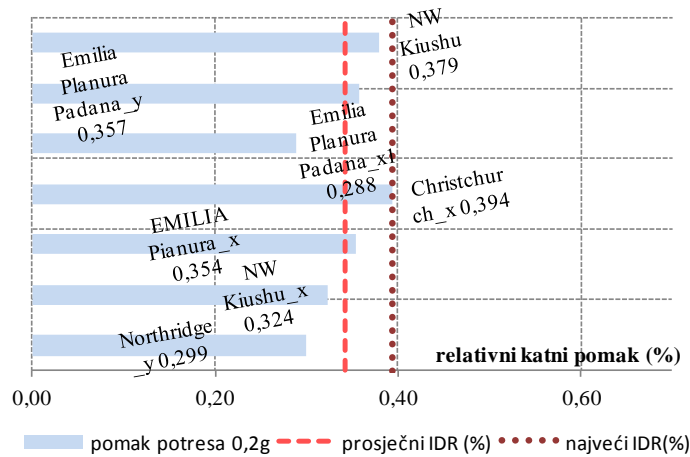 NW
Kiushu
0,379
Emilia
Planura
Padana_y
0,357
Emilia
Planura
Padana_x1
0,288
Christchur
ch_x 0,394
EMILIA
Pianura_x
0,354
NW
Kiushu_x
0,324
Northridge
_y 0,299
relativni katni pomak (%)
0,00 0,20 0,40 0,60
pomak potresa 0,2g prosječni IDR (%) najveći IDR(%)